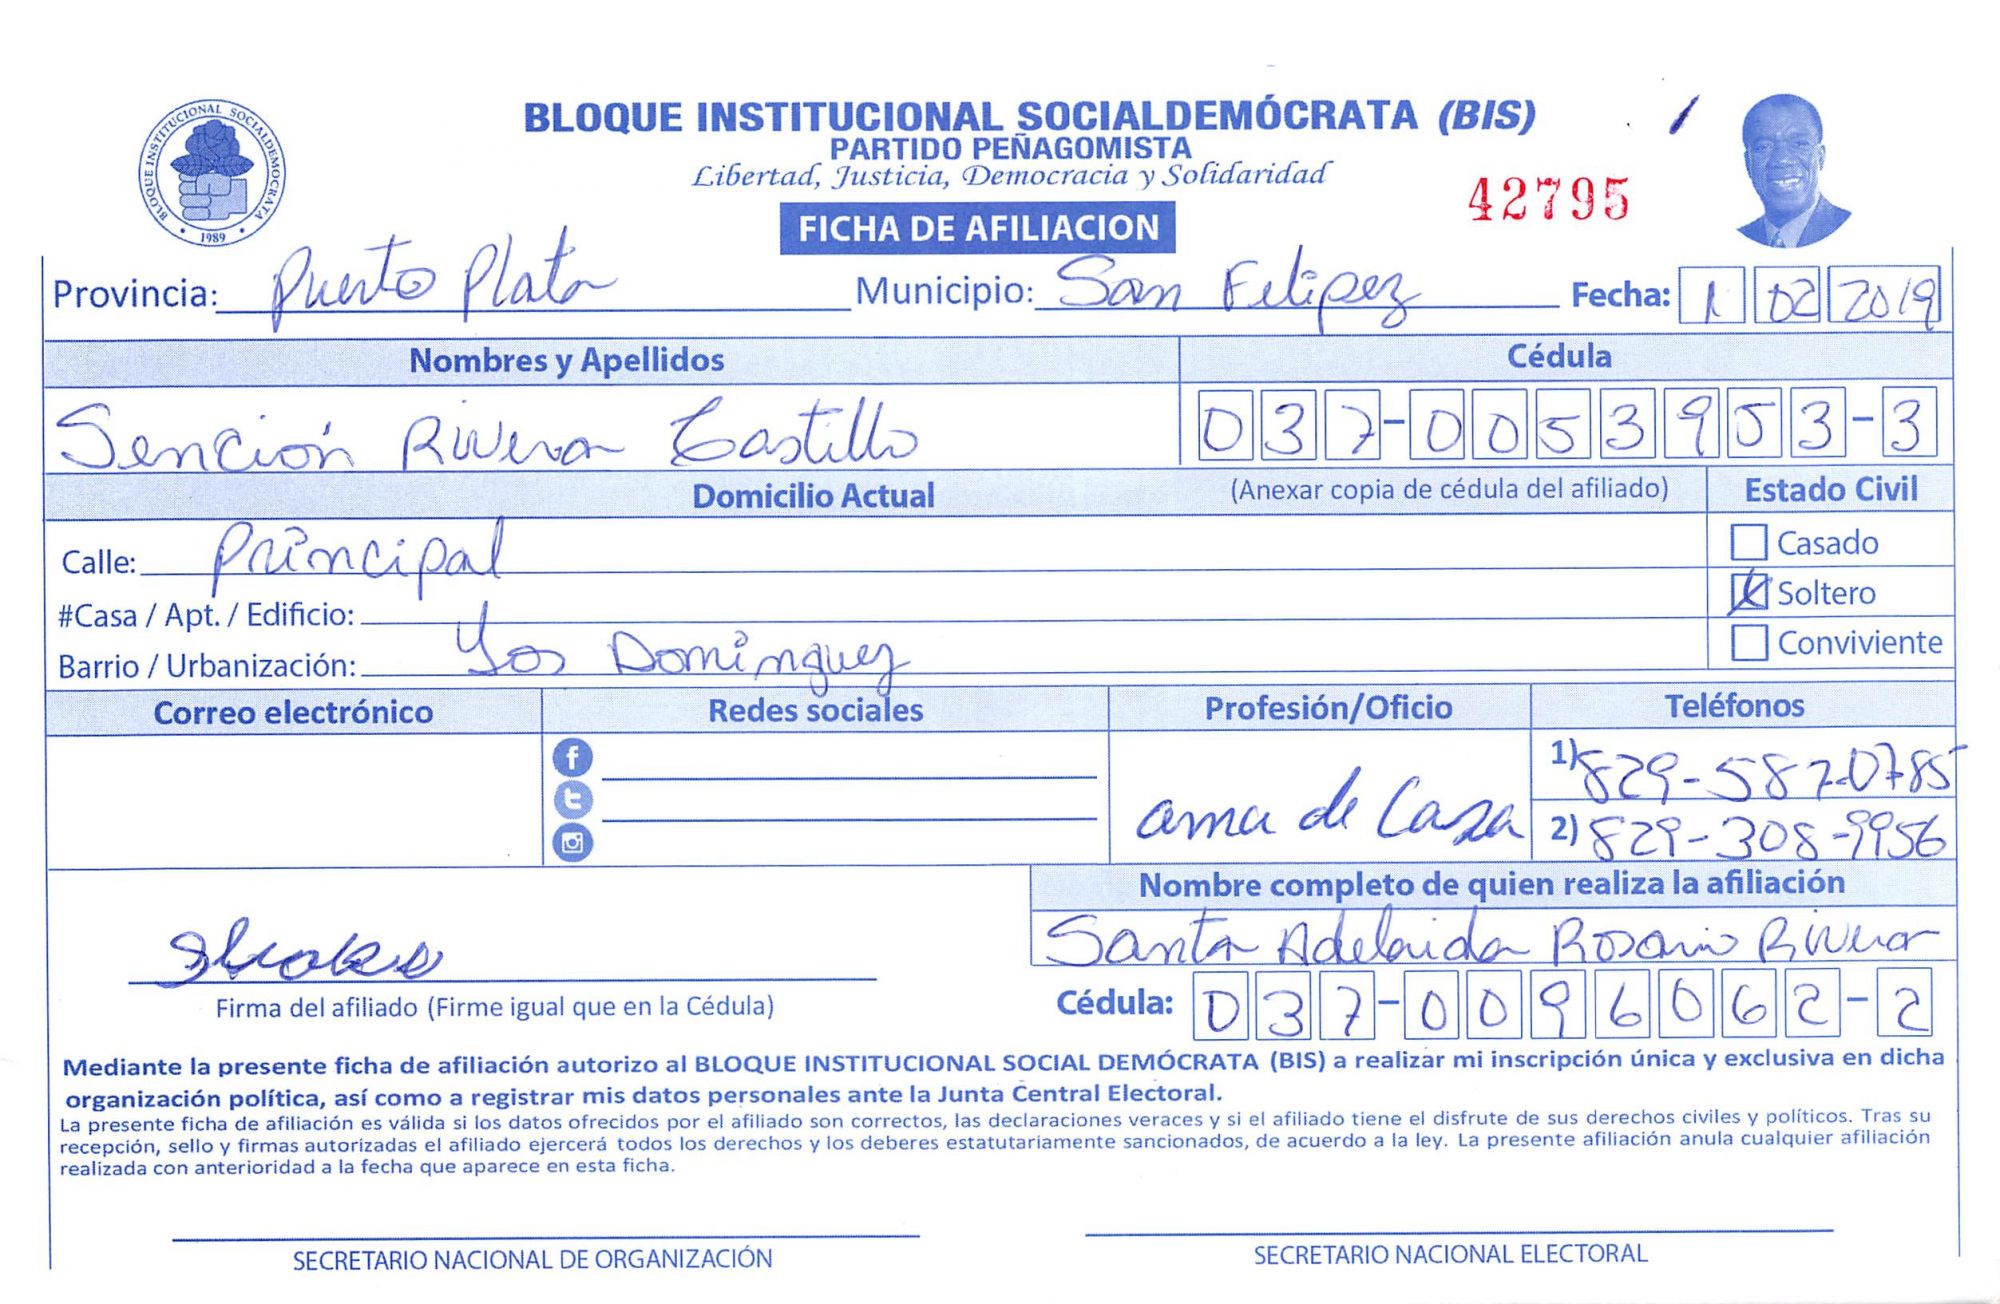 BLOQUE INSTITUCIONAL SOCIALDEMOCRATA
1989
BLOQUE INSTITUCIONAL SOCIALDEMÓCRATA (BIS)
PARTIDO PEÑAGOMISTA
Libertad, Justicia, Democracia y Solidaridad
42795
FICHA DE AFILIACION
Provincia: Puerto Plata Municipio: San Felipez Fecha: 1 02 2019
Nombres y Apellidos Cédula
Sención Rivera Castillo 037-0053953-3
Domicilio Actual (Anexar copia de cédula del afiliado) Estado Civil
Calle: Principal Casado
#Casa / Apt. / Edificio: Soltero
Barrio / Urbanización: Los Domínguez Conviviente
Correo electrónico Redes sociales Profesión/Oficio Teléfonos
1) 829-587-0785
ama de Casa 2) 829-308-9956
Nombre completo de quien realiza la afiliación
Santa Adelaida Rosario Rivera
Firma del afiliado (Firme igual que en la Cédula) Cédula: 037-0096062-2
Mediante la presente ficha de afiliación autorizo al BLOQUE INSTITUCIONAL SOCIAL DEMÓCRATA (BIS) a realizar mi inscripción única y exclusiva en dicha
organización política, así como a registrar mis datos personales ante la Junta Central Electoral.
La presente ficha de afiliación es válida si los datos ofrecidos por el afiliado son correctos, las declaraciones veraces y si el afiliado tiene el disfrute de sus derechos civiles y políticos. Tras su
recepción, sello y firmas autorizadas el afiliado ejercerá todos los derechos y los deberes estatutariamente sancionados, de acuerdo a la ley. La presente afiliación anula cualquier afiliación
realizada con anterioridad a la fecha que aparece en esta ficha.
SECRETARIO NACIONAL DE ORGANIZACIÓN SECRETARIO NACIONAL ELECTORAL